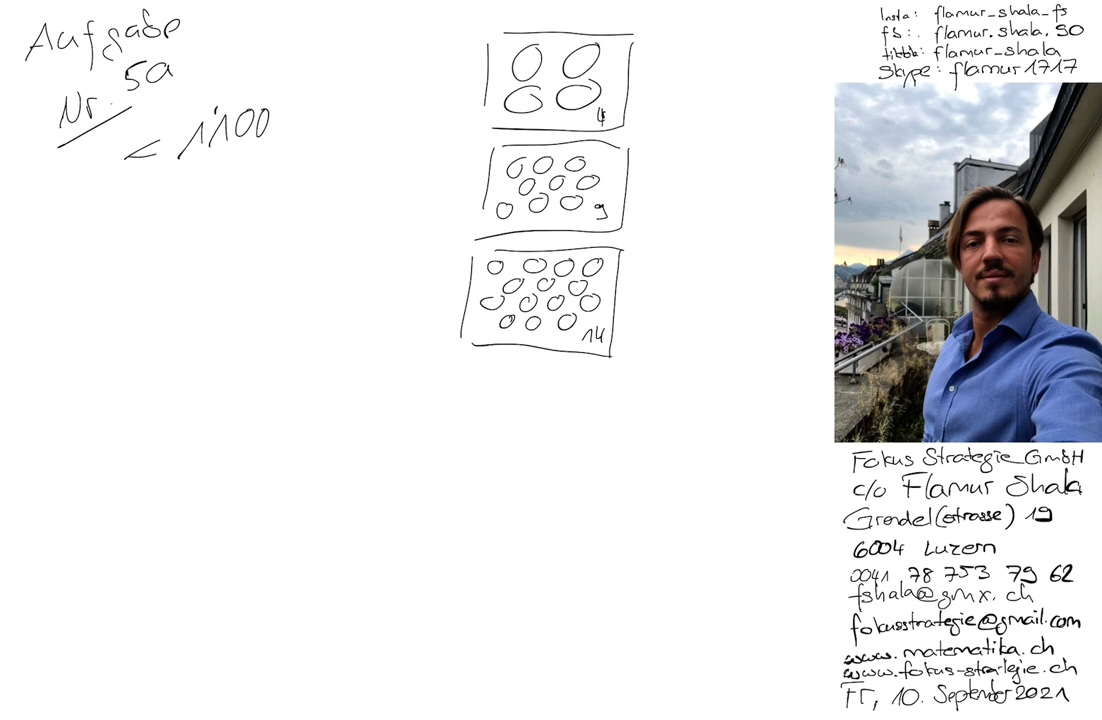 Aufgabe
Nr. 5a
< 1'100
4
9
14
Insta: flamur_shala_fs
fs: flamur.shala.90
tiktok: flamur_shala
Skype: flamur1717
Fokus Strategie GmbH
c/o Flamur Shala
Grendel(strasse) 19
6004 Luzern
0041 78 753 79 62
fshala@gmx.ch
fokusstrategie@gmail.com
www.matematika.ch
www.fokus-strategie.ch
Fr, 10. September 2021